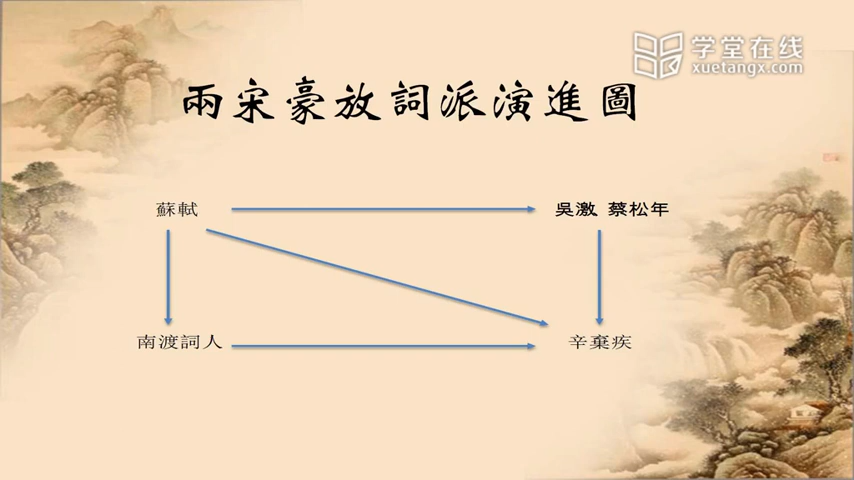 学堂在线
xuetangx.com
兩宋豪放詞派演進圖
蘇軾
吳激 蔡松年
南渡詞人
辛棄疾